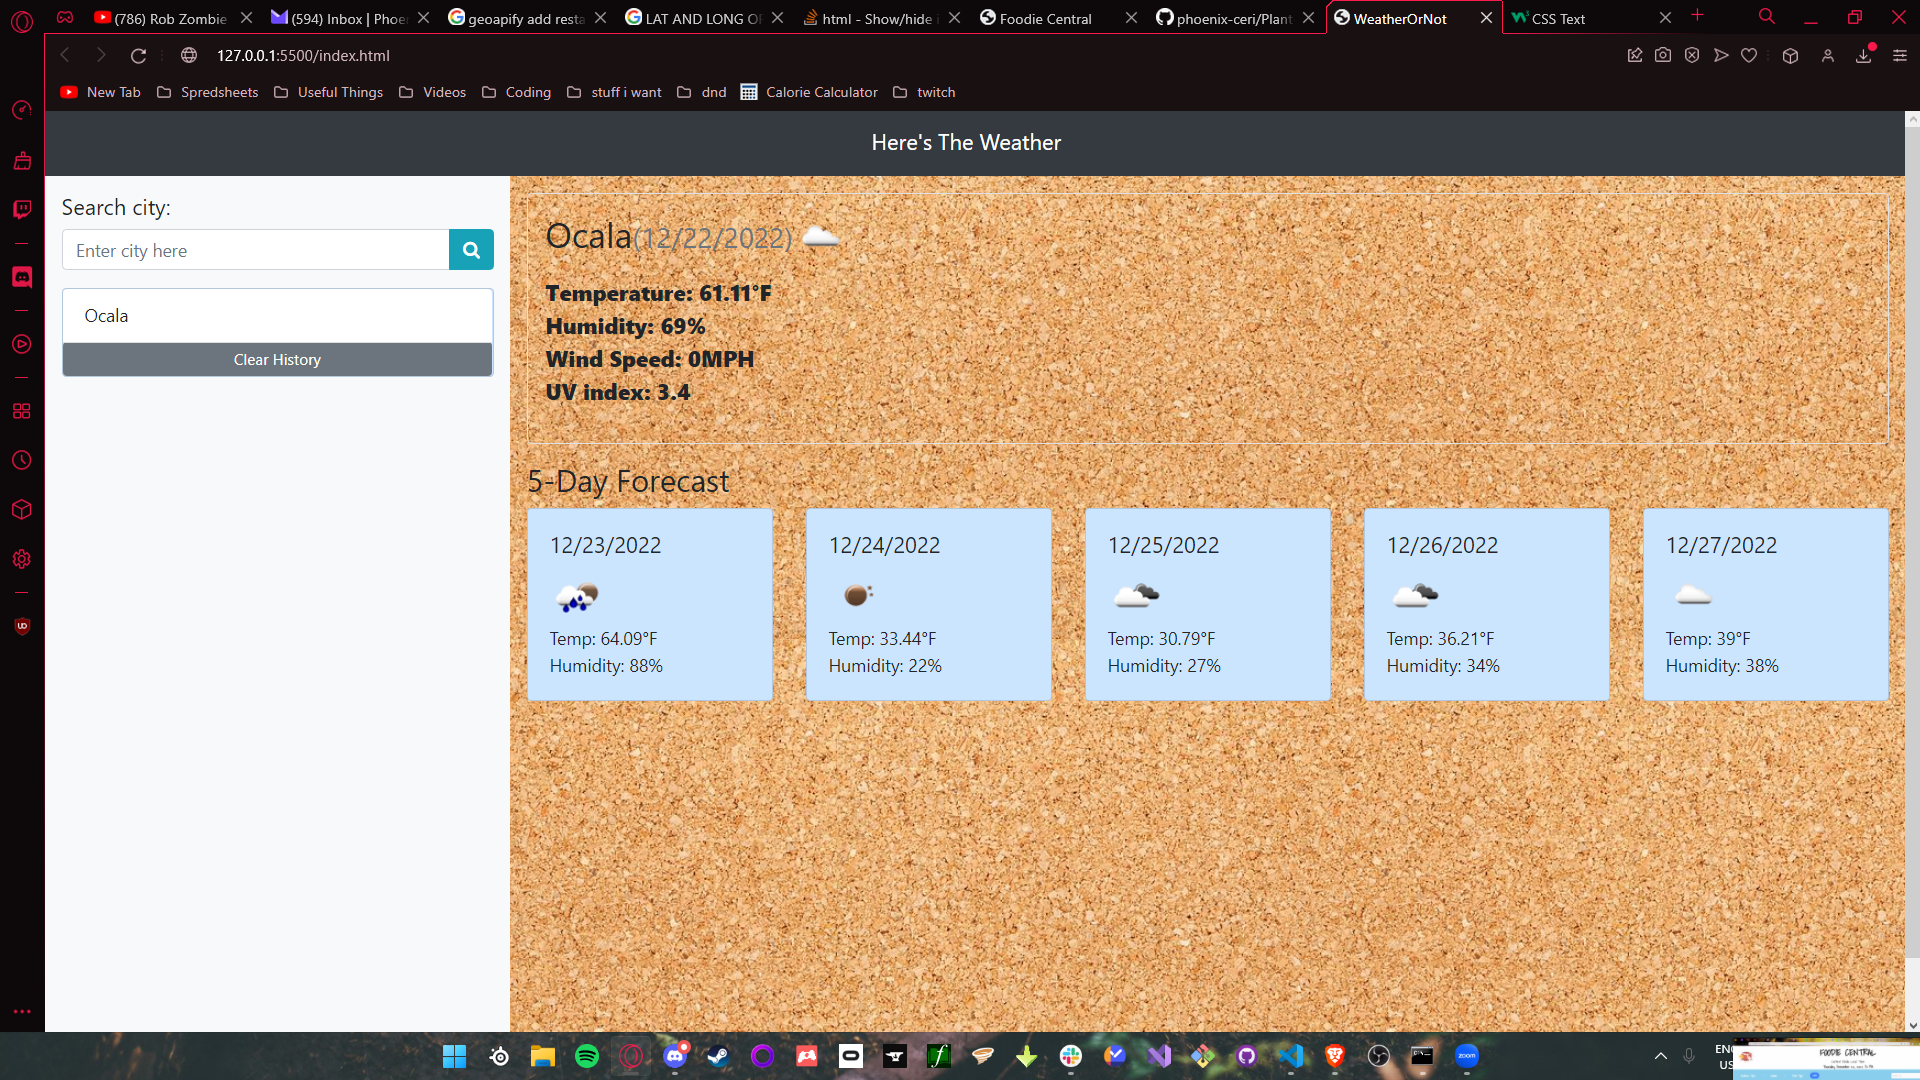 (786) Rob Zombie
(594) Inbox | Phoe
geoapify add resta
LAT AND LONG O
html - Show/hide i
Foodie Central
phoenix-ceri/Plant
WeatherOrNot
CSS Text
127.0.0.1:5500/index.html
New Tab
Spredsheets
Useful Things
Videos
Coding
stuff i want
dnd
Calorie Calculator
twitch
Here's The Weather
Search city:
Enter city here
Ocala
Clear History
Ocala(12/22/2022)
Temperature: 61.11°F
Humidity: 69%
Wind Speed: 0MPH
UV index: 3.4
5-Day Forecast
12/23/2022
Temp: 64.09°F
Humidity: 88%
12/24/2022
Temp: 33.44°F
Humidity: 22%
12/25/2022
Temp: 30.79°F
Humidity: 27%
12/26/2022
Temp: 36.21°F
Humidity: 34%
12/27/2022
Temp: 39°F
Humidity: 38%
zoom
EN
US
FOODIE CENTRAL